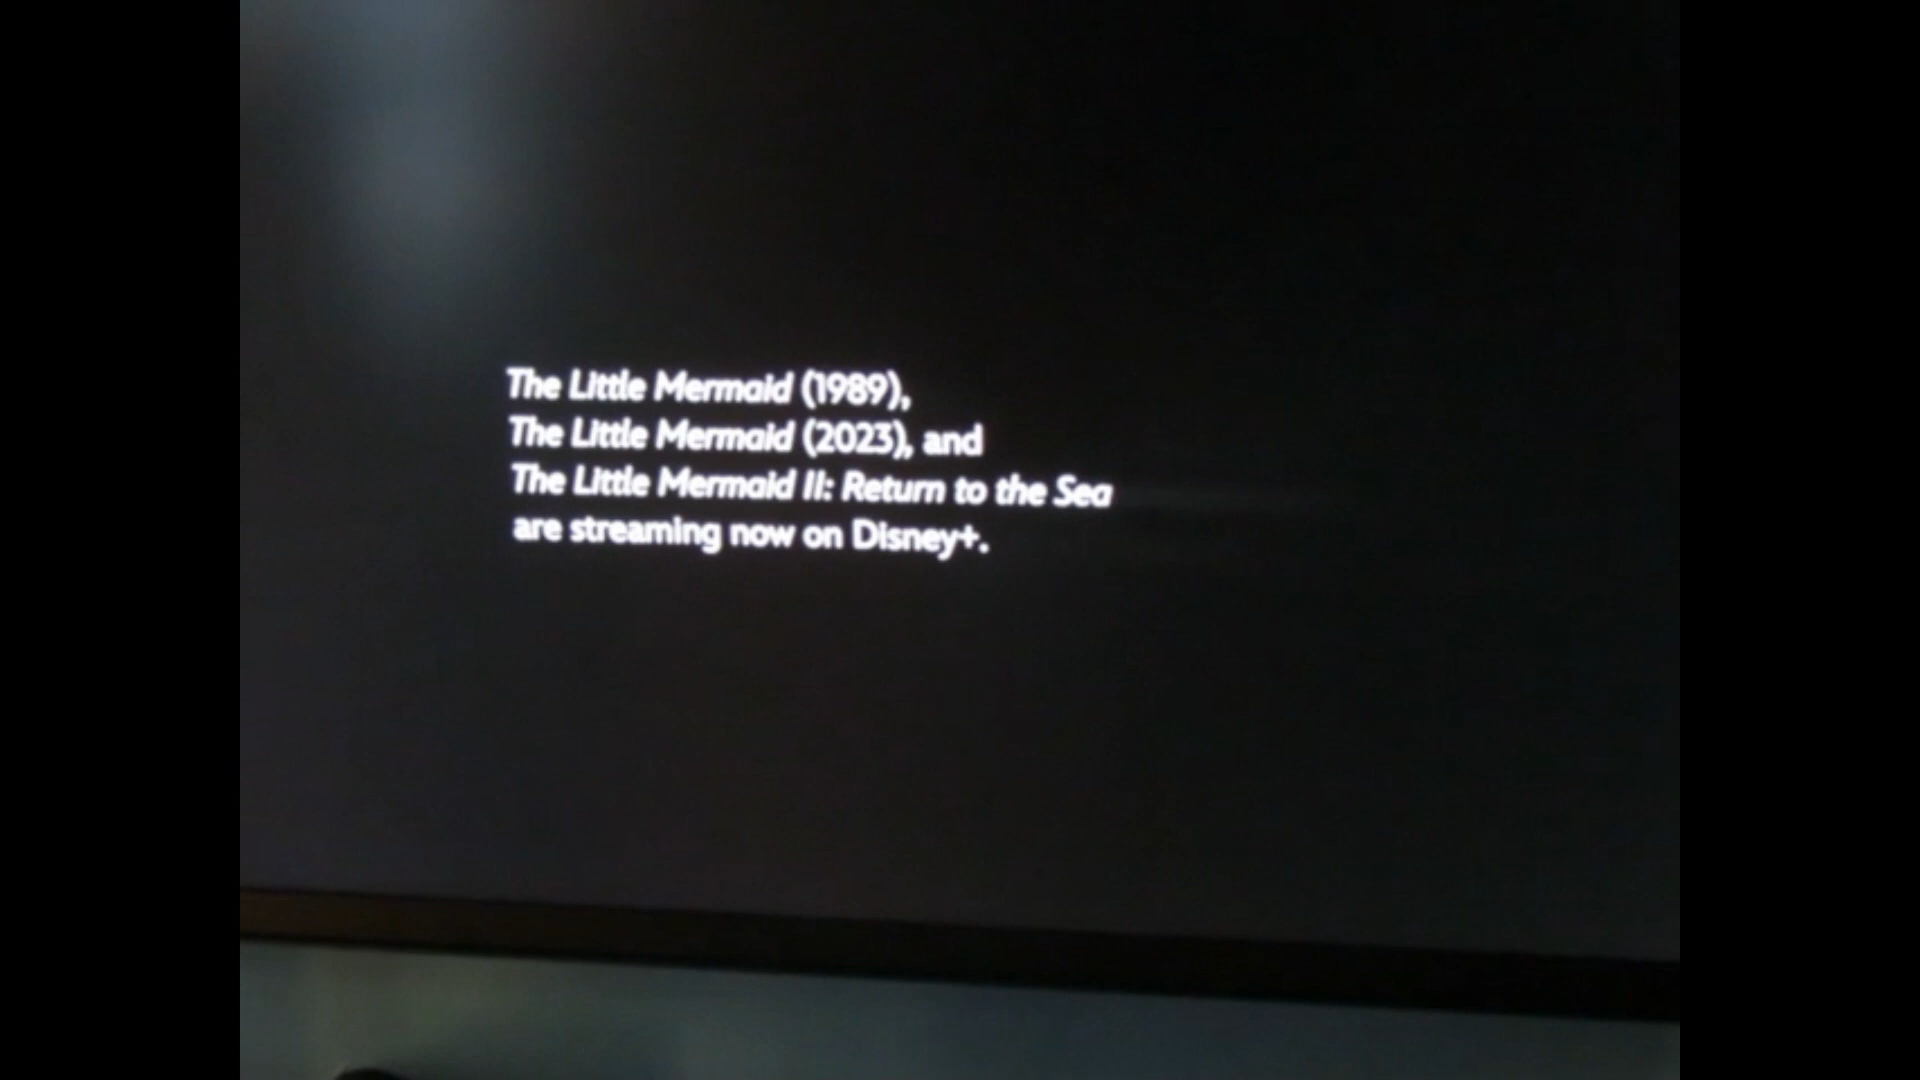 The Little Mermaid (1989),
The Little Mermaid (2023), and
The Little Mermaid II: Return to the Sea
are streaming now on Disney+.